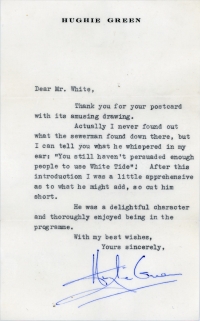 HUGHIE GREEN
Dear Mr. White,
Thank you for your postcard
with its amusing drawing.
Actually I never found out
what the sewerman found down there, but
I can tell you what he whispered in my
ear: "You still haven't persuaded enough
people to use White Tide"! After this
introduction I was a little apprehensive
as to what he might add, so cut him
short.
He was a delightful character
and thoroughly enjoyed being in the
programme.
With my best wishes,
Yours sincerely,
Hughie Green